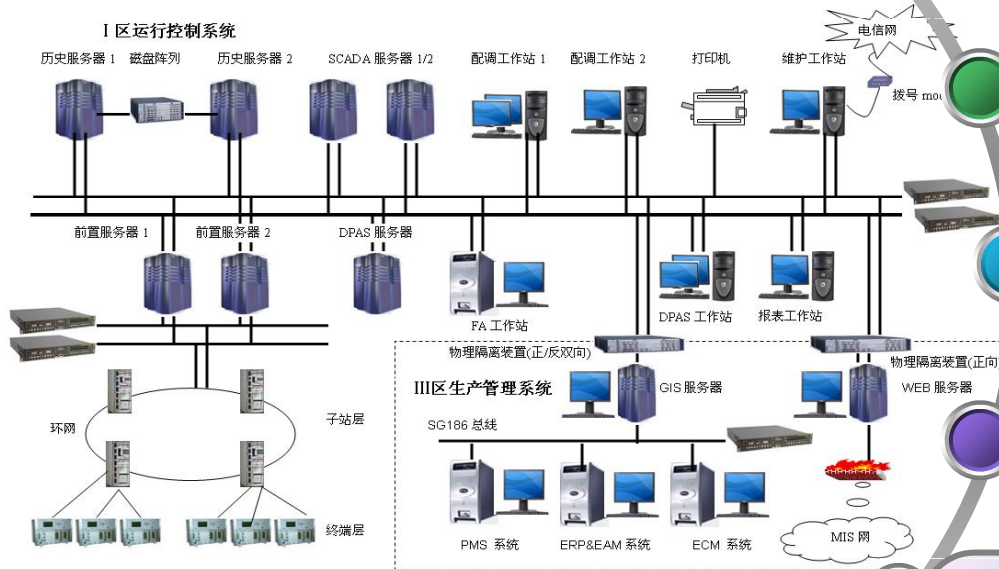 I 区运行控制系统
电信网
历史服务器 1
磁盘阵列
历史服务器 2
SCADA 服务器 1/2
配调工作站 1
配调工作站 2
打印机
维护工作站
拨号
前置服务器 1
前置服务器 2
DPAS 服务器
FA 工作站
DPAS 工作站
报表工作站
物理隔离装置(正/反双向)
物理隔离装置(正向
III区生产管理系统
GIS 服务器
WEB 服务器
环网
子站层
SG186 总线
终端层
PMS 系统
ERP&EAM 系统
ECM 系统
MIS 网